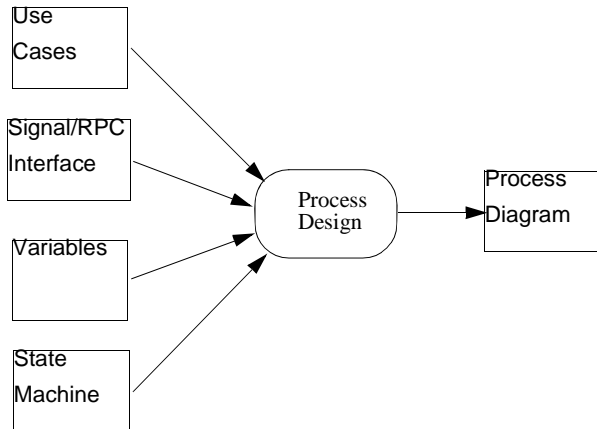 Use
Cases
Signal/RPC
Interface
Variables
State
Machine
Process
Design
Process
Diagram